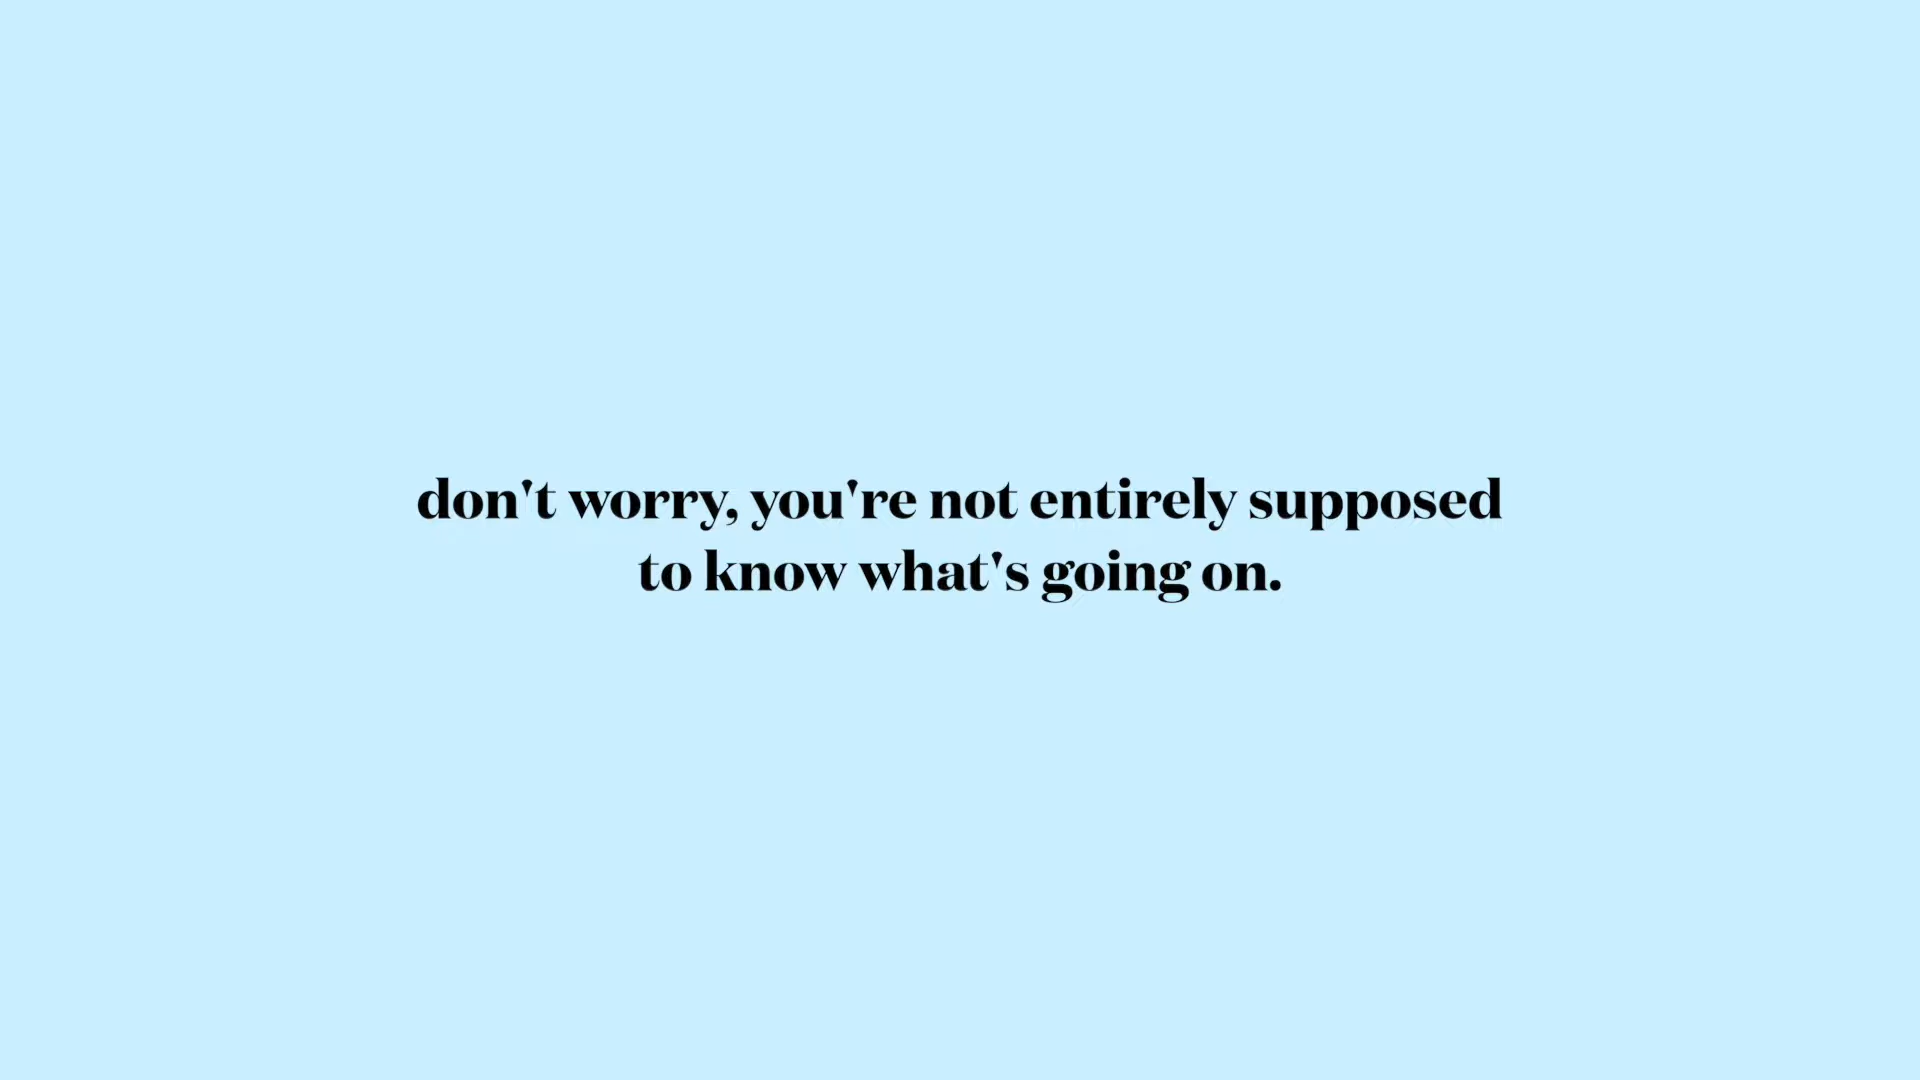 don't worry, you're not entirely supposed
to know what's going on.